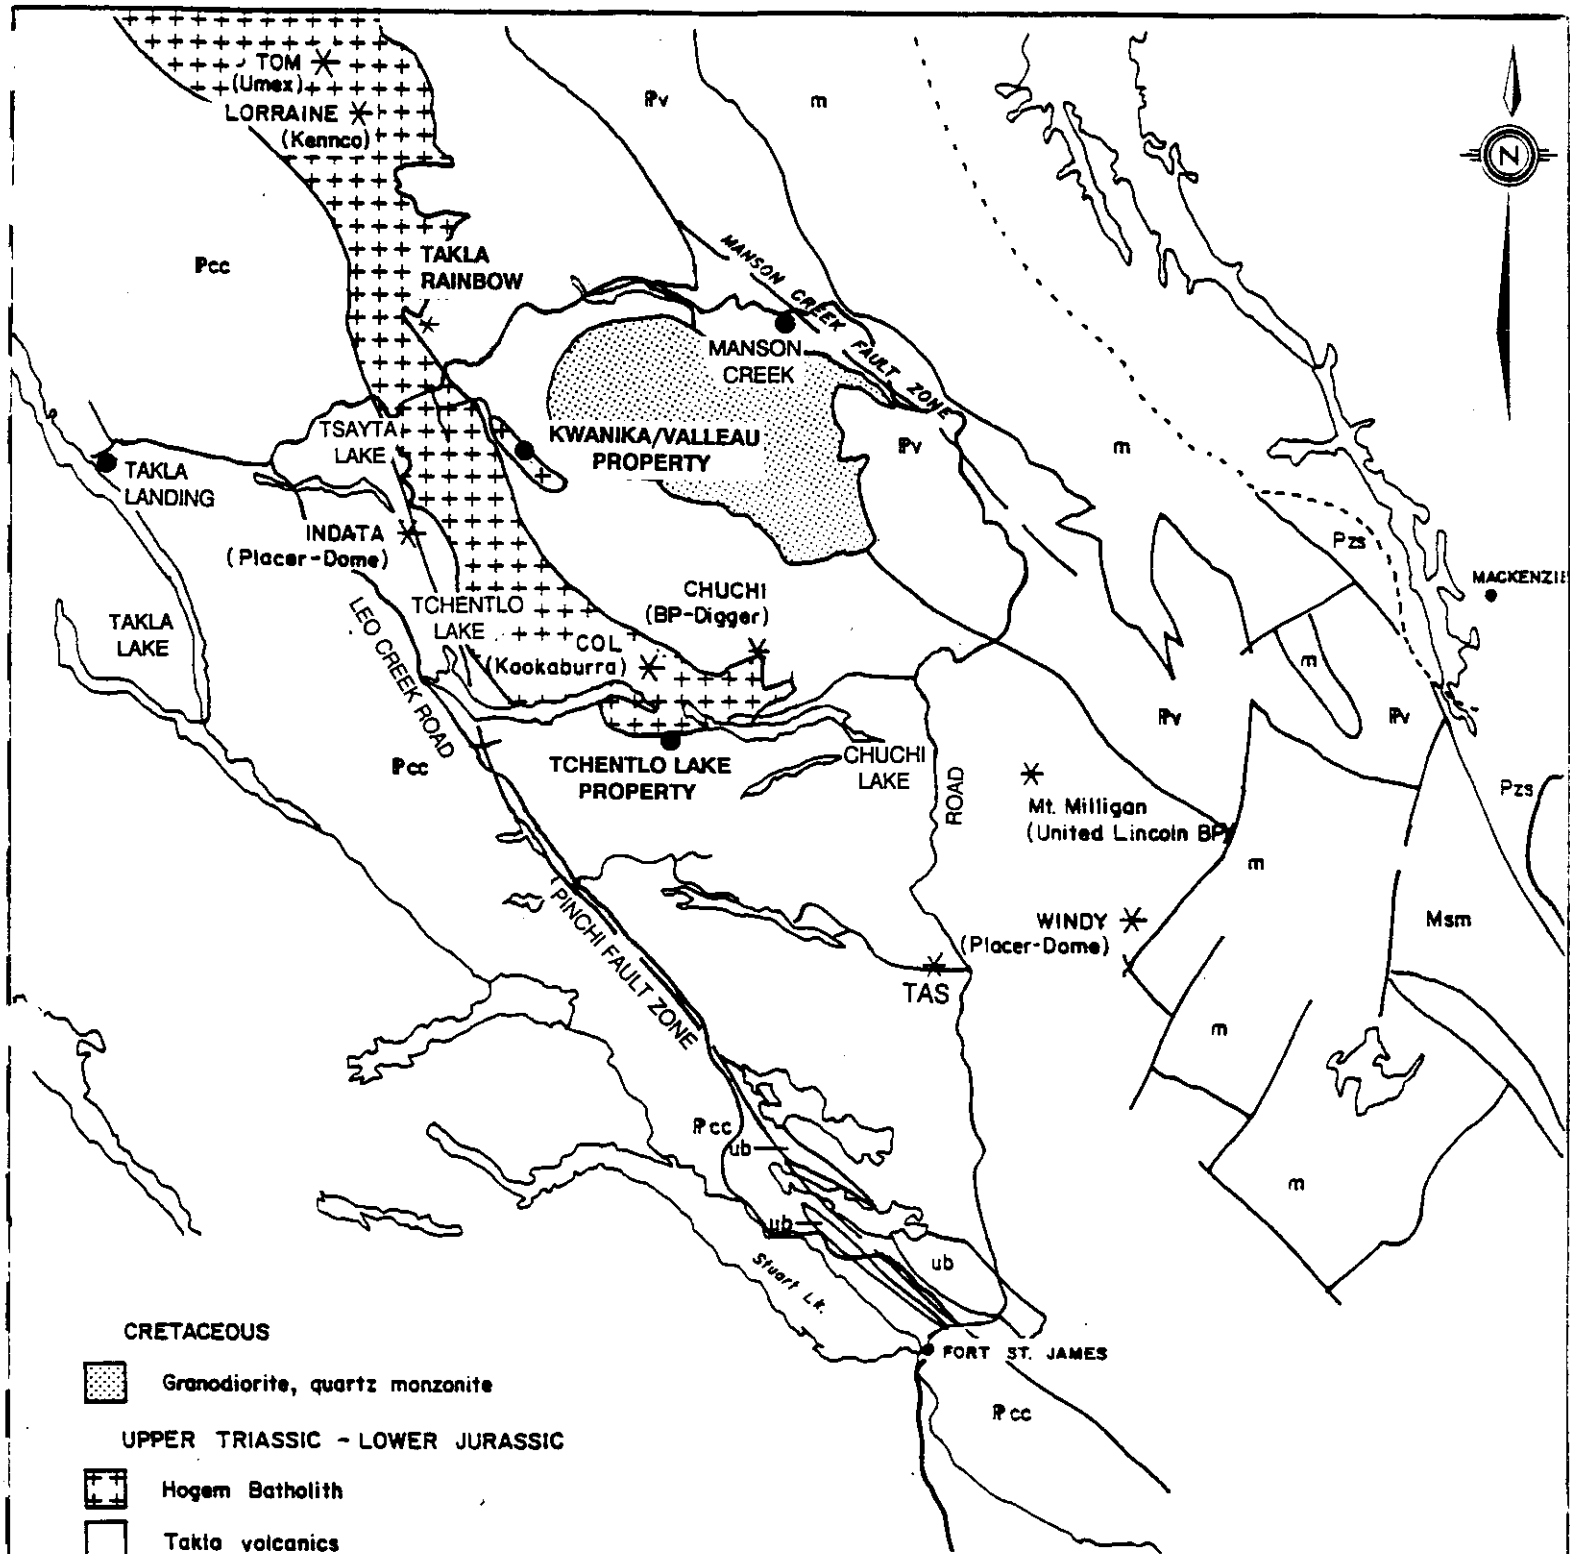 TOM
(Umex)
LORRAINE
(Kennco)
Pv
m
N
Pcc
TAKLA
RAINBOW
MANSON CREEK FAULT ZONE
MANSON
CREEK
TSAYTA
LAKE
KWANIKA/VALLEAU
PROPERTY
Pv
m
TAKLA
LANDING
INDATA
(Placer-Dome)
Pzs
MACKENZIE
CHUCHI
(BP-Digger)
TCHENTLO
LAKE
TAKLA
LAKE
COL
(Kookaburra)
LEO CREEK ROAD
m
Pv
Pv
Pcc
TCHENTLO LAKE
PROPERTY
CHUCHI
LAKE
ROAD
Mt. Milligan
(United Lincoln BP)
Pzs
m
PINCHI FAULT ZONE
WINDY
(Placer-Dome)
Msm
TAS
m
Pcc
ub
m
ub
ub
Stuart Lk.
CRETACEOUS
FORT ST. JAMES
Granodiorite, quartz monzonite
Pcc
UPPER TRIASSIC - LOWER JURASSIC
Hogem Batholith
Takla volcanics